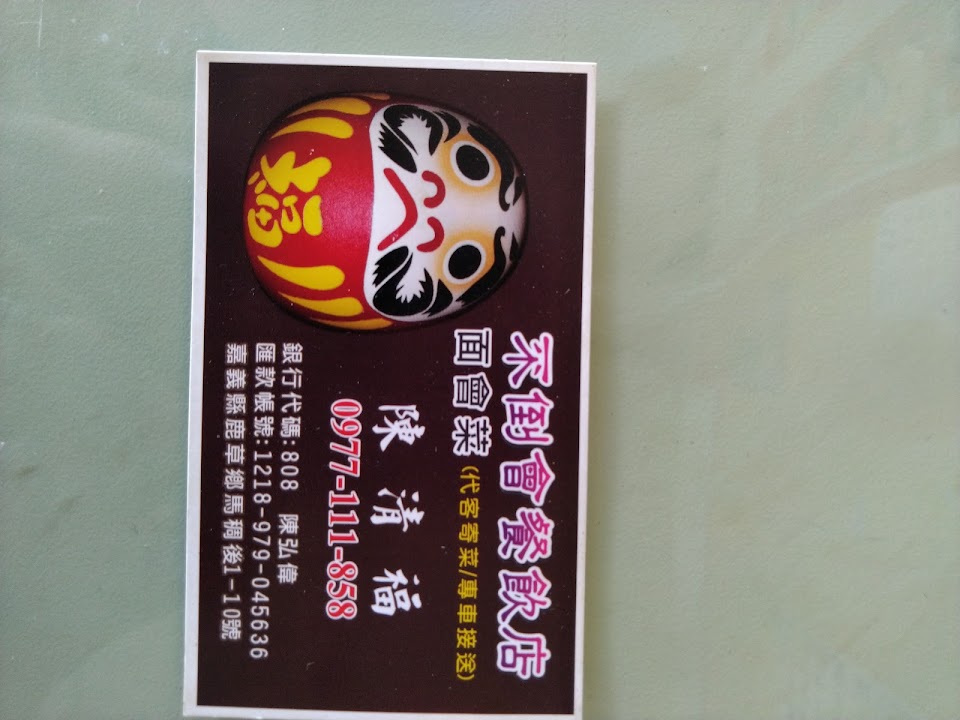 不倒會餐飲店
面會菜(代客寄菜/專車接送)
陳清福
0977-111-858
銀行代碼:808 陳弘偉
匯款帳號:1218-979-045636
嘉義縣鹿草鄉馬稠後1-10號
福